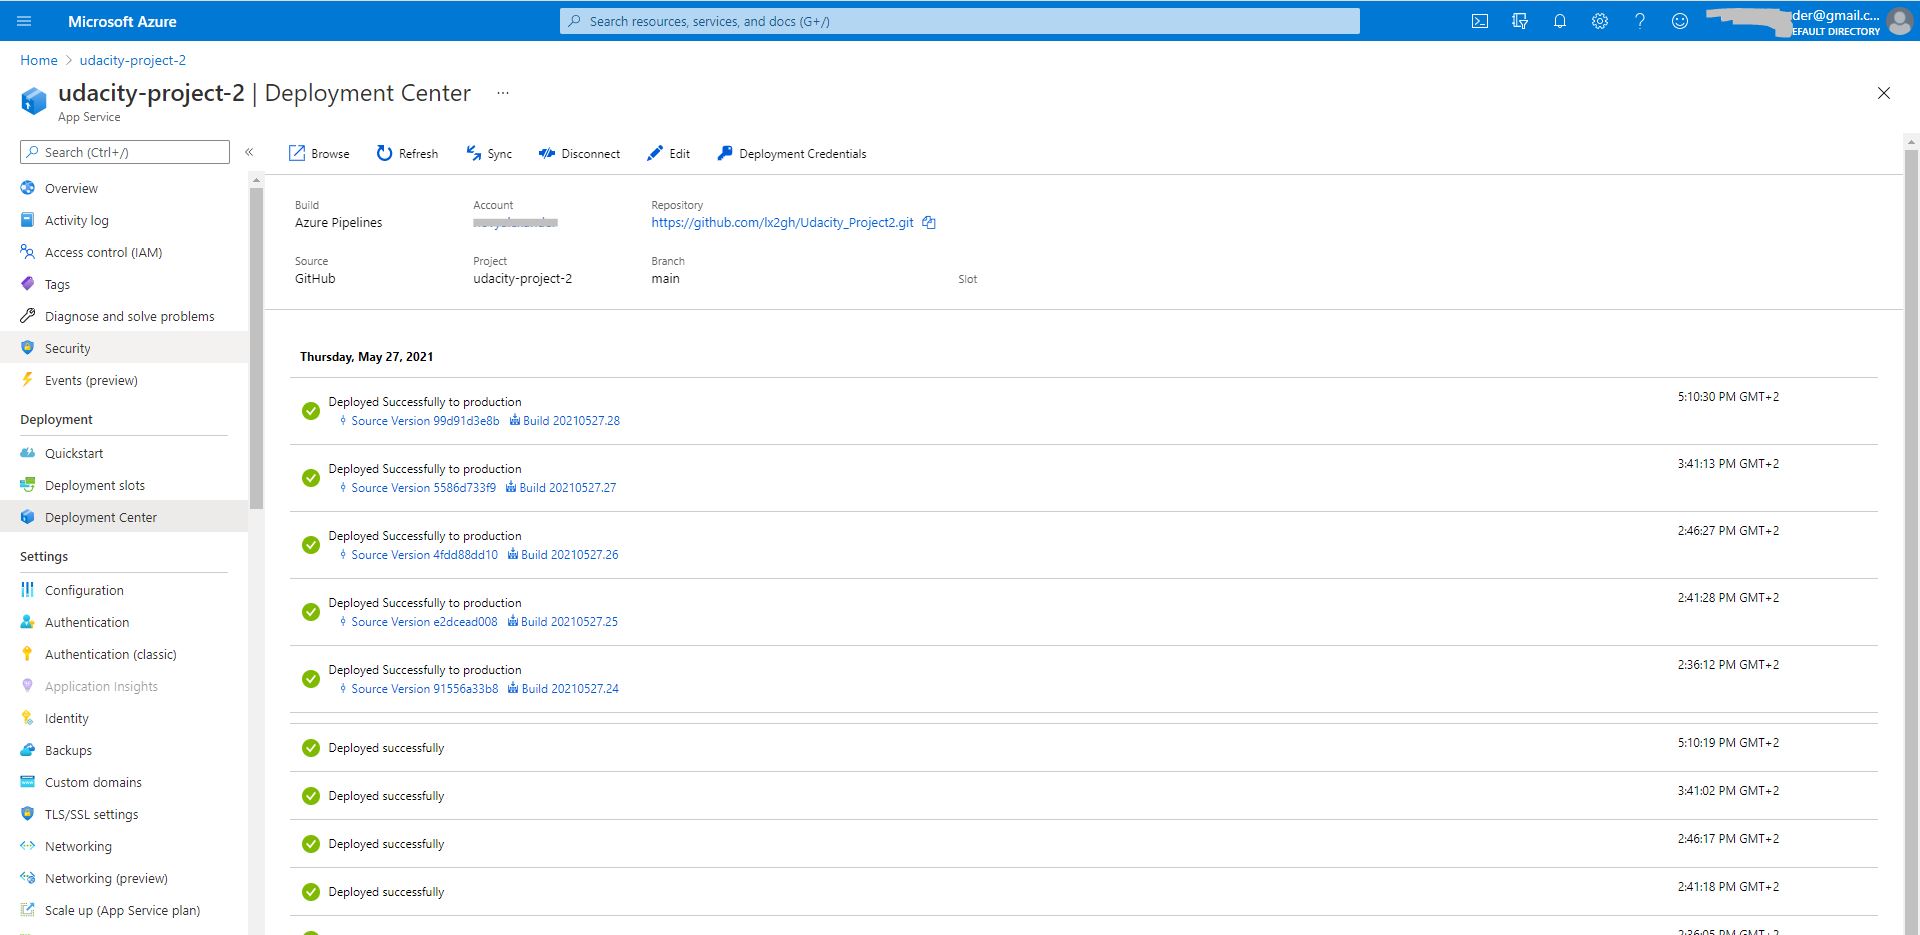 Microsoft Azure
Search resources, services, and docs (G+/)
der@gmail.c...
EFAULT DIRECTORY
Home > udacity-project-2
udacity-project-2 | Deployment Center ...
App Service
Search (Ctrl+/)
«
Overview
Activity log
Access control (IAM)
Tags
Diagnose and solve problems
Security
Events (preview)
Deployment
Quickstart
Deployment slots
Deployment Center
Settings
Configuration
Authentication
Authentication (classic)
Application Insights
Identity
Backups
Custom domains
TLS/SSL settings
Networking
Networking (preview)
Scale up (App Service plan)
Browse Refresh Sync Disconnect Edit Deployment Credentials
Build Account Repository
Azure Pipelines https://github.com/lx2gh/Udacity_Project2.git
Source Project Branch
GitHub udacity-project-2 main Slot
Thursday, May 27, 2021
Deployed Successfully to production 5:10:30 PM GMT+2
Source Version 99d91d3e8b Build 20210527.28
Deployed Successfully to production 3:41:13 PM GMT+2
Source Version 5586d733f9 Build 20210527.27
Deployed Successfully to production 2:46:27 PM GMT+2
Source Version 4fdd88dd10 Build 20210527.26
Deployed Successfully to production 2:41:28 PM GMT+2
Source Version e2dcead008 Build 20210527.25
Deployed Successfully to production 2:36:12 PM GMT+2
Source Version 91556a33b8 Build 20210527.24
Deployed successfully 5:10:19 PM GMT+2
Deployed successfully 3:41:02 PM GMT+2
Deployed successfully 2:46:17 PM GMT+2
Deployed successfully 2:41:18 PM GMT+2
2:36:05 PM GMT+2